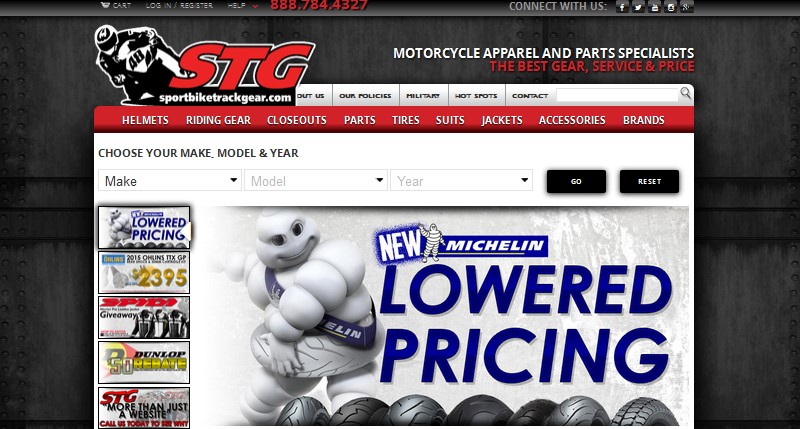 CART LOG IN / REGISTER HELP 888.784.4327 CONNECT WITH US:
STG
sportbiketrackgear.com
MOTORCYCLE APPAREL AND PARTS SPECIALISTS
THE BEST GEAR, SERVICE & PRICE
OUT US OUR POLICIES MILITARY HOT SPOTS CONTACT
HELMETS RIDING GEAR CLOSEOUTS PARTS TIRES SUITS JACKETS ACCESSORIES BRANDS
CHOOSE YOUR MAKE, MODEL & YEAR
Make Model Year GO RESET
LOWERED
PRICING
OHLINS 2015 OHLINS TTX GP
$2395
SPIDI
Giveaway
DUNLOP
$50 REBATE
STG
MORE THAN JUST
A WEBSITE
CALL US TODAY TO SEE WHY
NEW MICHELIN
LOWERED
PRICING
ELIN